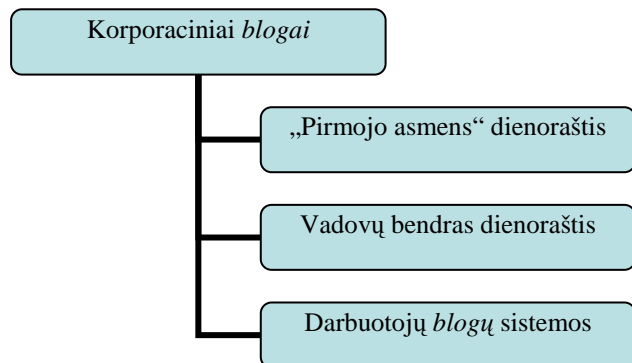 Korporaciniai blogai
„Pirmojo asmens“ dienoraštis
Vadovų bendras dienoraštis
Darbuotojų blogų sistemos